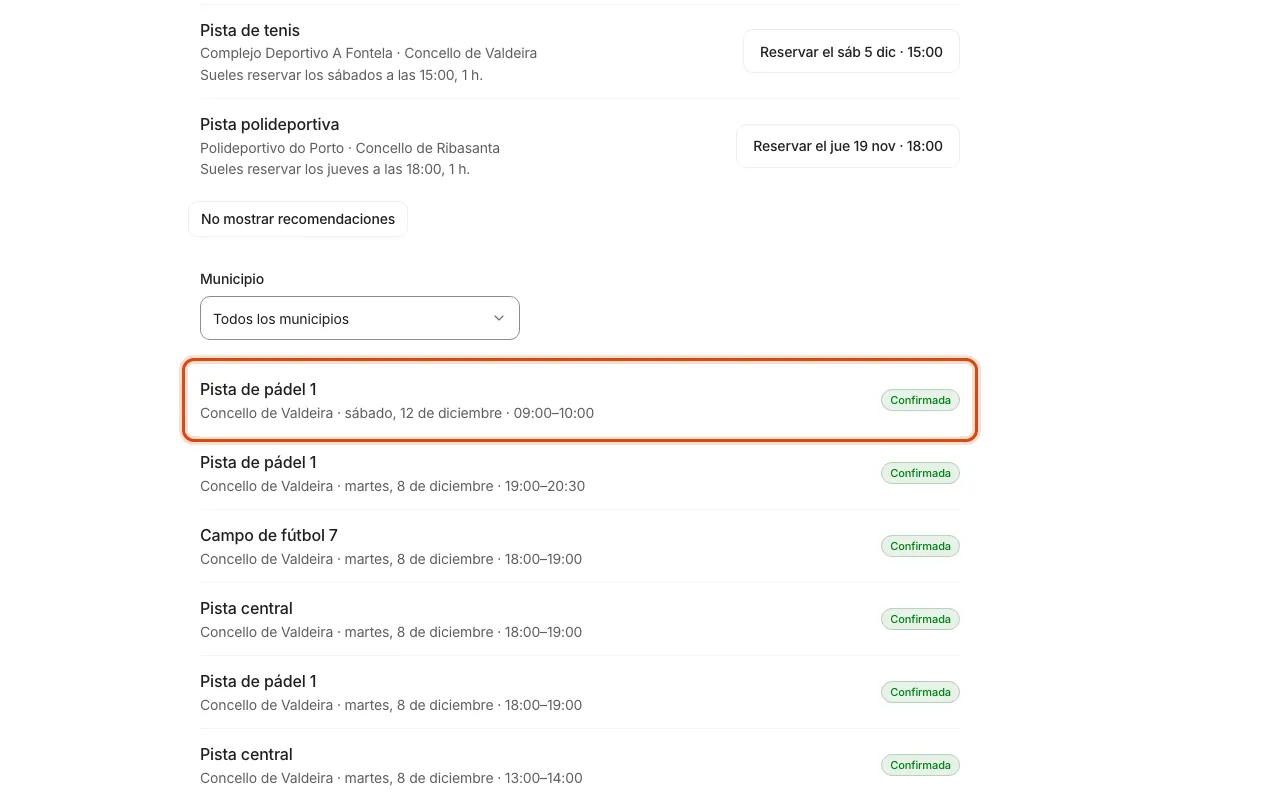 Pista de tenis
Complejo Deportivo A Fontela · Concello de Valdeira
Sueles reservar los sábados a las 15:00, 1 h.
Reservar el sáb 5 dic · 15:00
Pista polideportiva
Polideportivo do Porto · Concello de Ribasanta
Sueles reservar los jueves a las 18:00, 1 h.
Reservar el jue 19 nov · 18:00
No mostrar recomendaciones
Municipio
Todos los municipios
Pista de pádel 1
Concello de Valdeira · sábado, 12 de diciembre · 09:00–10:00
Confirmada
Pista de pádel 1
Concello de Valdeira · martes, 8 de diciembre · 19:00–20:30
Confirmada
Campo de fútbol 7
Concello de Valdeira · martes, 8 de diciembre · 18:00–19:00
Confirmada
Pista central
Concello de Valdeira · martes, 8 de diciembre · 18:00–19:00
Confirmada
Pista de pádel 1
Concello de Valdeira · martes, 8 de diciembre · 18:00–19:00
Confirmada
Pista central
Concello de Valdeira · martes, 8 de diciembre · 13:00–14:00
Confirmada